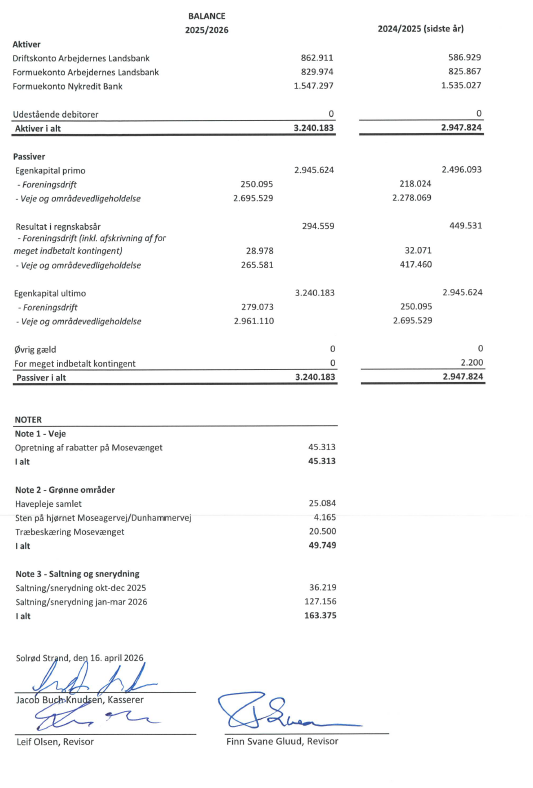 BALANCE
2025/2026 2024/2025 (sidste år)
Aktiver
Driftskonto Arbejdernes Landsbank 862.911 586.929
Formuekonto Arbejdernes Landsbank 829.974 825.867
Formuekonto Nykredit Bank 1.547.297 1.535.027
Udestående debitorer 0 0
Aktiver i alt 3.240.183 2.947.824
Passiver
Egenkapital primo 2.945.624 2.496.093
- Foreningsdrift 250.095 218.024
- Veje og områdevedligeholdelse 2.695.529 2.278.069
Resultat i regnskabsår 294.559 449.531
- Foreningsdrift (inkl. afskrivning af for
meget indbetalt kontingent) 28.978 32.071
- Veje og områdevedligeholdelse 265.581 417.460
Egenkapital ultimo 3.240.183 2.945.624
- Foreningsdrift 279.073 250.095
- Veje og områdevedligeholdelse 2.961.110 2.695.529
Øvrig gæld 0 0
For meget indbetalt kontingent 0 2.200
Passiver i alt 3.240.183 2.947.824
NOTER
Note 1 - Veje
Opretning af rabatter på Mosevænget 45.313
I alt 45.313
Note 2 - Grønne områder
Havepleje samlet 25.084
Sten på hjørnet Moseagervej/Dunhammervej 4.165
Træbeskæring Mosevænget 20.500
I alt 49.749
Note 3 - Saltning og snerydning
Saltning/snerydning okt-dec 2025 36.219
Saltning/snerydning jan-mar 2026 127.156
I alt 163.375
Solrød Strand, den 16. april 2026
Jacob Buch Knudsen, Kasserer
Leif Olsen, Revisor Finn Svane Gluud, Revisor